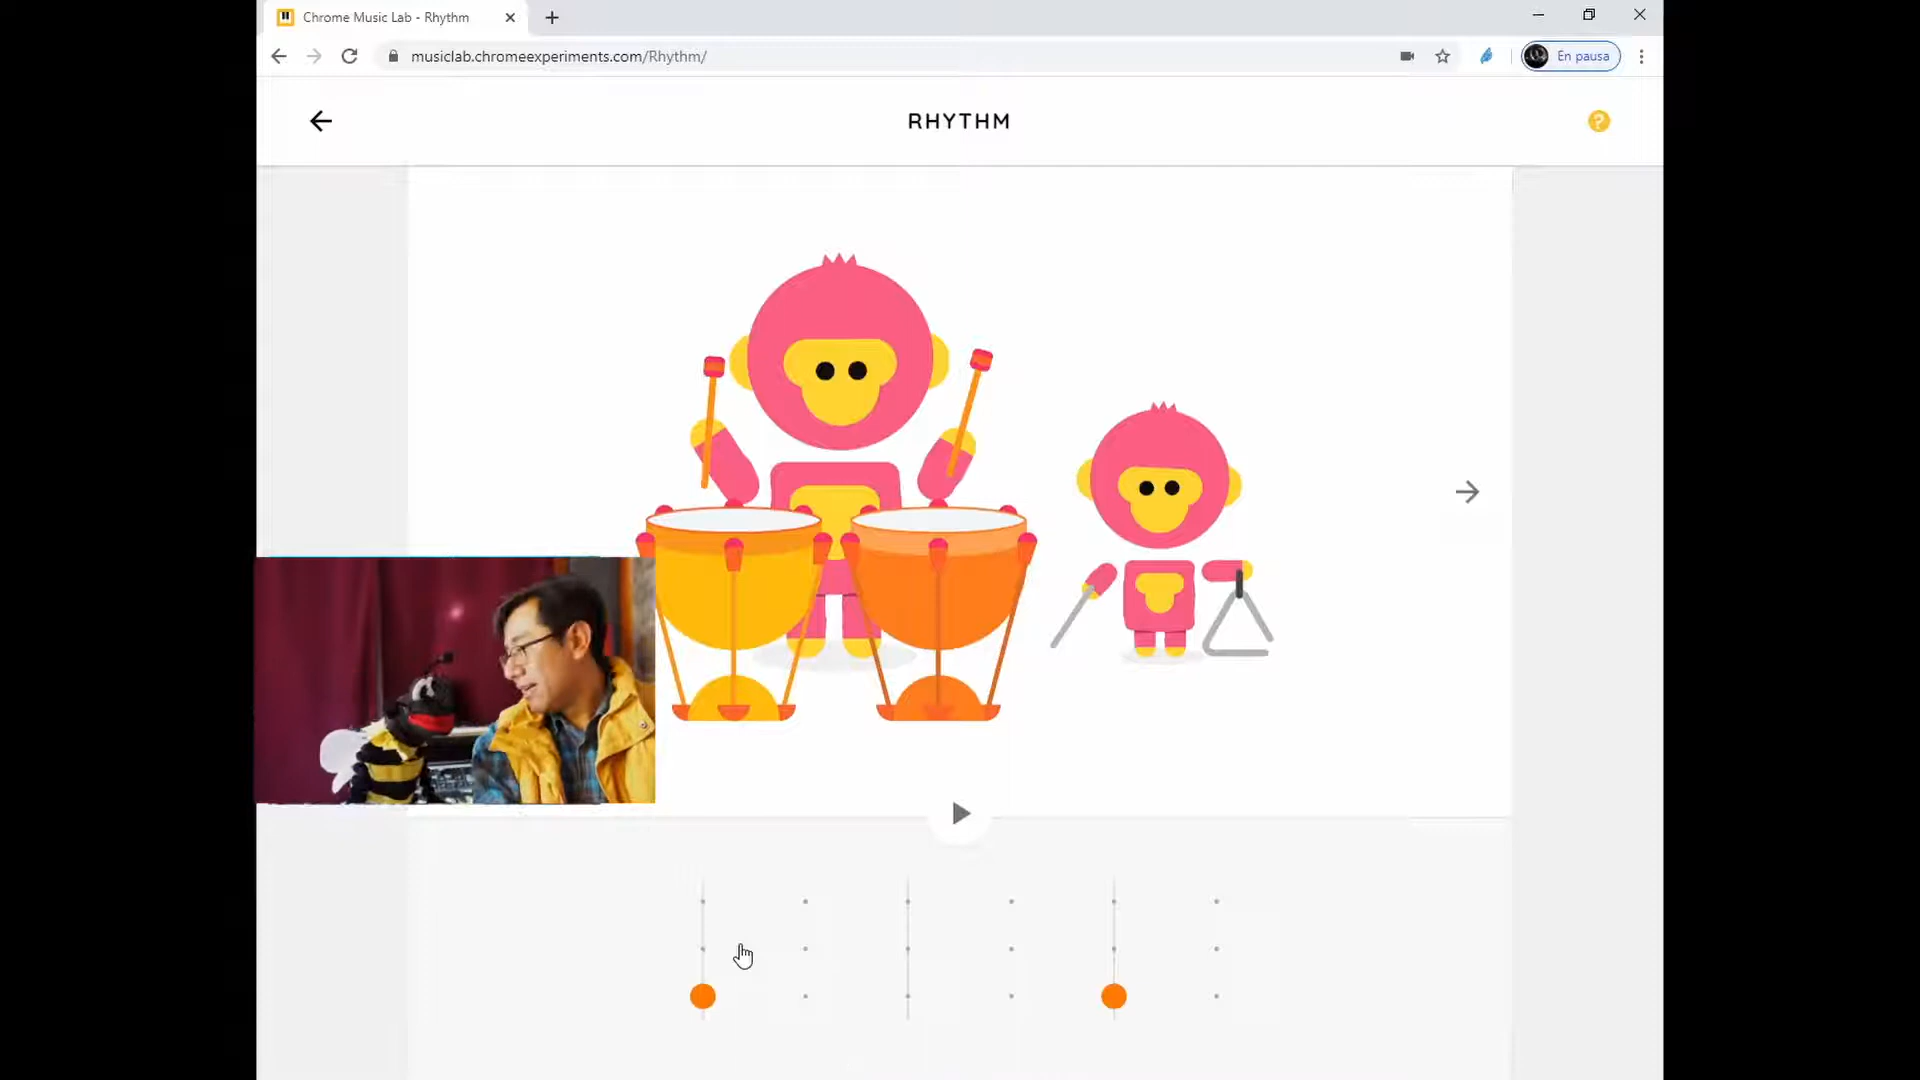 Chrome Music Lab - Rhythm
musiclab.chromeexperiments.com/Rhythm/
En pausa
RHYTHM
?